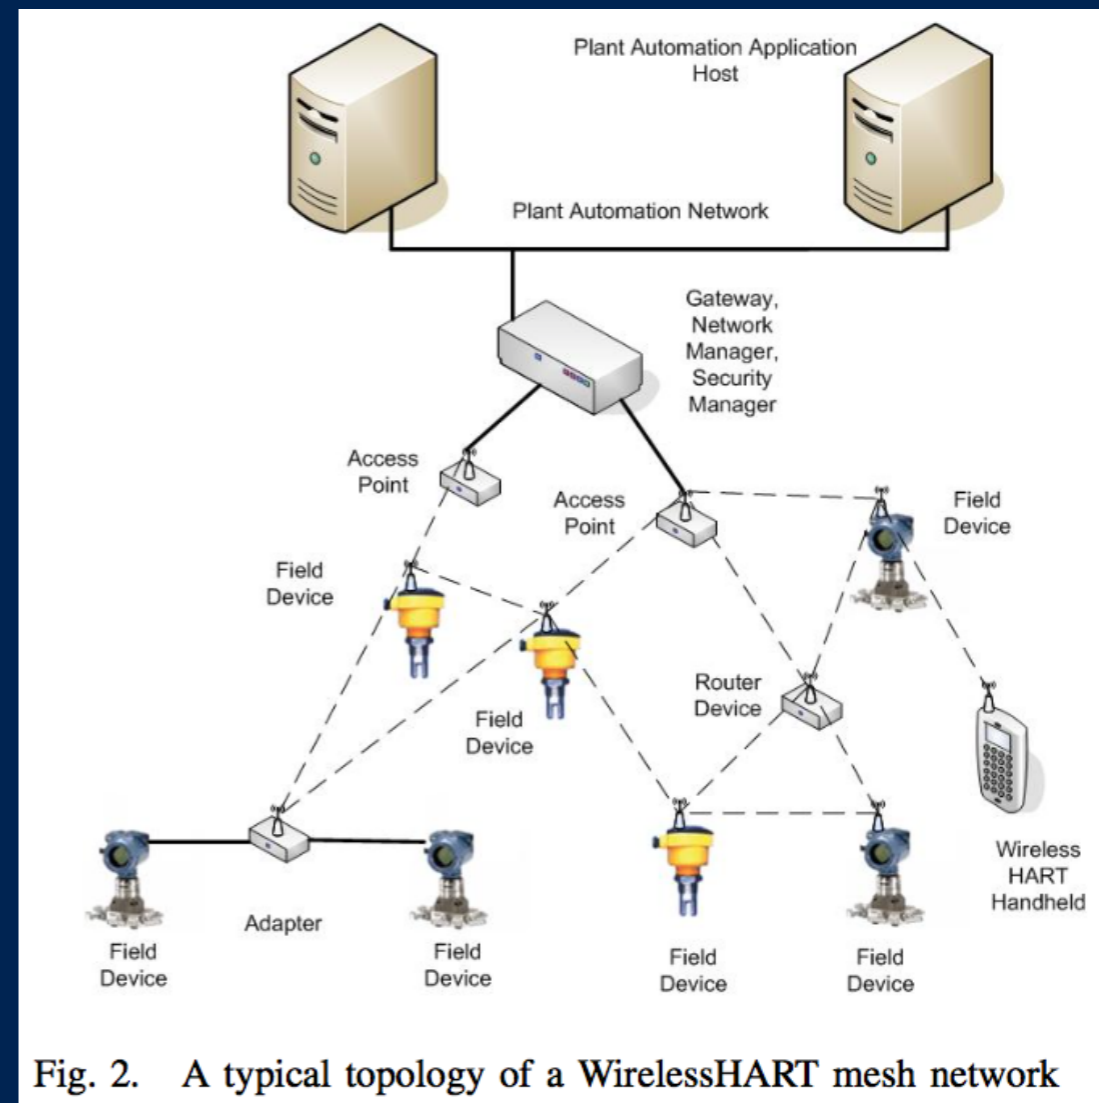 Plant Automation Application
Host
Plant Automation Network
Gateway,
Network
Manager,
Security
Manager
Access
Point
Access
Point
Field
Device
Field
Device
Router
Device
Field
Device
Wireless
HART
Handheld
Adapter
Field
Device
Field
Device
Field
Device
Field
Device
Fig. 2. A typical topology of a WirelessHART mesh network